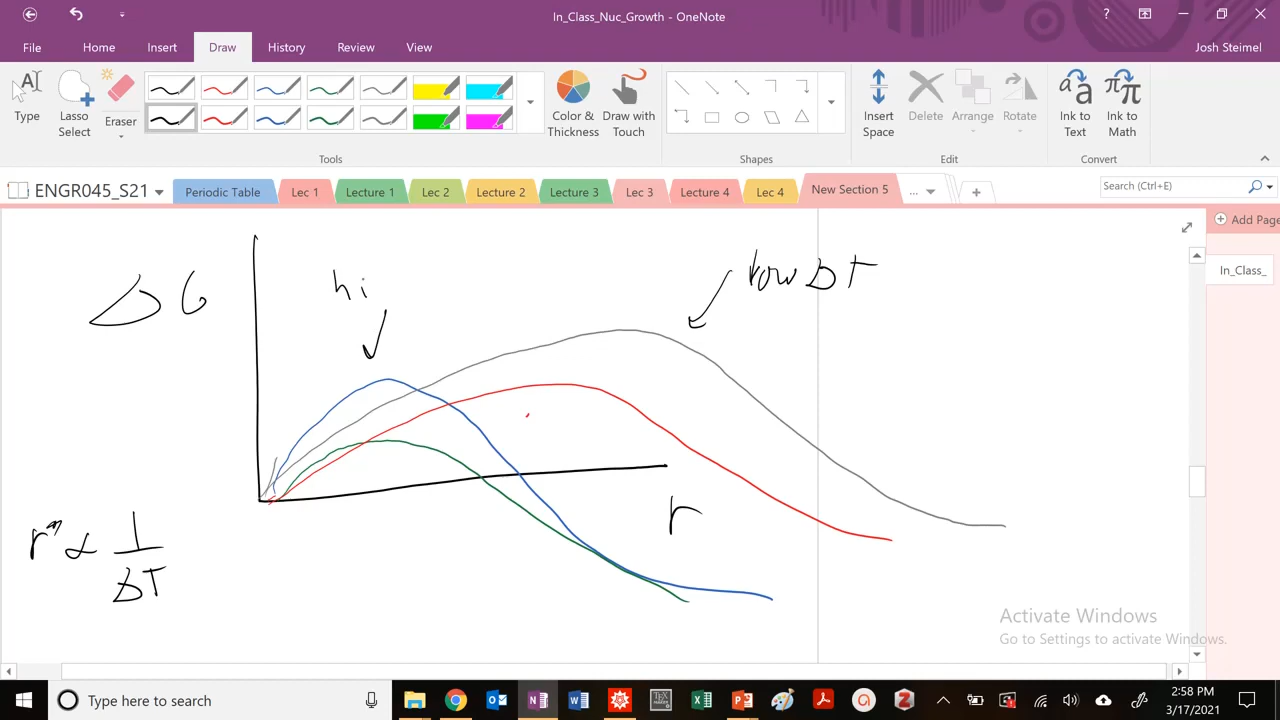 In_Class_Nuc_Growth - OneNote
?
File Home Insert Draw History Review View Josh Steimel
Type
Lasso Select
Eraser
Color & Thickness
Draw with Touch
Insert Space
Delete
Arrange
Rotate
Ink to Text
Ink to Math
Tools Shapes Edit Convert
ENGR045_S21 Periodic Table Lec 1 Lecture 1 Lec 2 Lecture 2 Lecture 3 Lec 3 Lecture 4 Lec 4 New Section 5 ... Search (Ctrl+E)
Add Page
In_Class_
ΔG
hi
low ΔT
r
r* ∝ 1/ΔT
Activate Windows
Go to Settings to activate Windows.
Type here to search
2:58 PM
3/17/2021